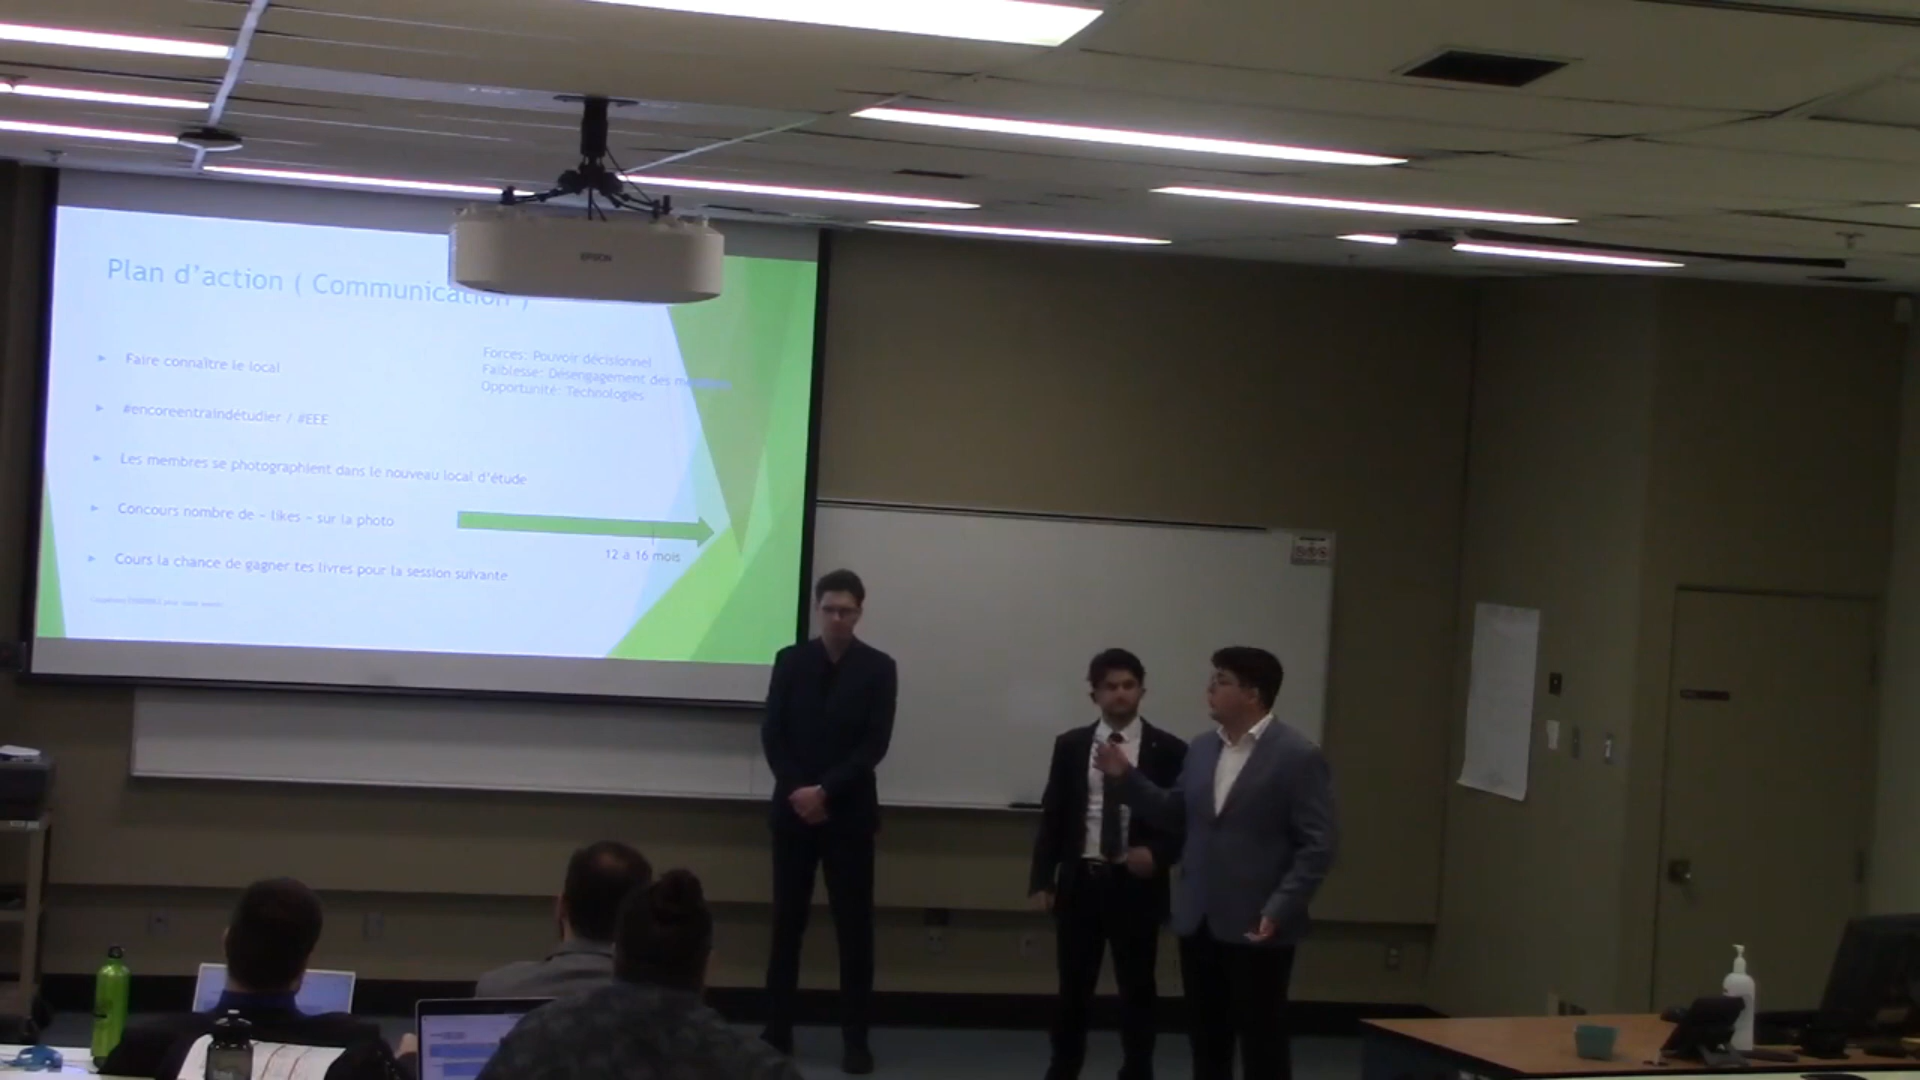 EPSON
Plan d'action ( Communication )
Faire connaître le local
#encoreentraindétudier / #EEE
Les membres se photographient dans le nouveau local d'étude
Concours nombre de - likes - sur la photo
Cours la chance de gagner tes livres pour la session suivante
Forces: Pouvoir décisionnel
Faiblesse: Désengagement des membres
Opportunité: Technologies
12 à 16 mois